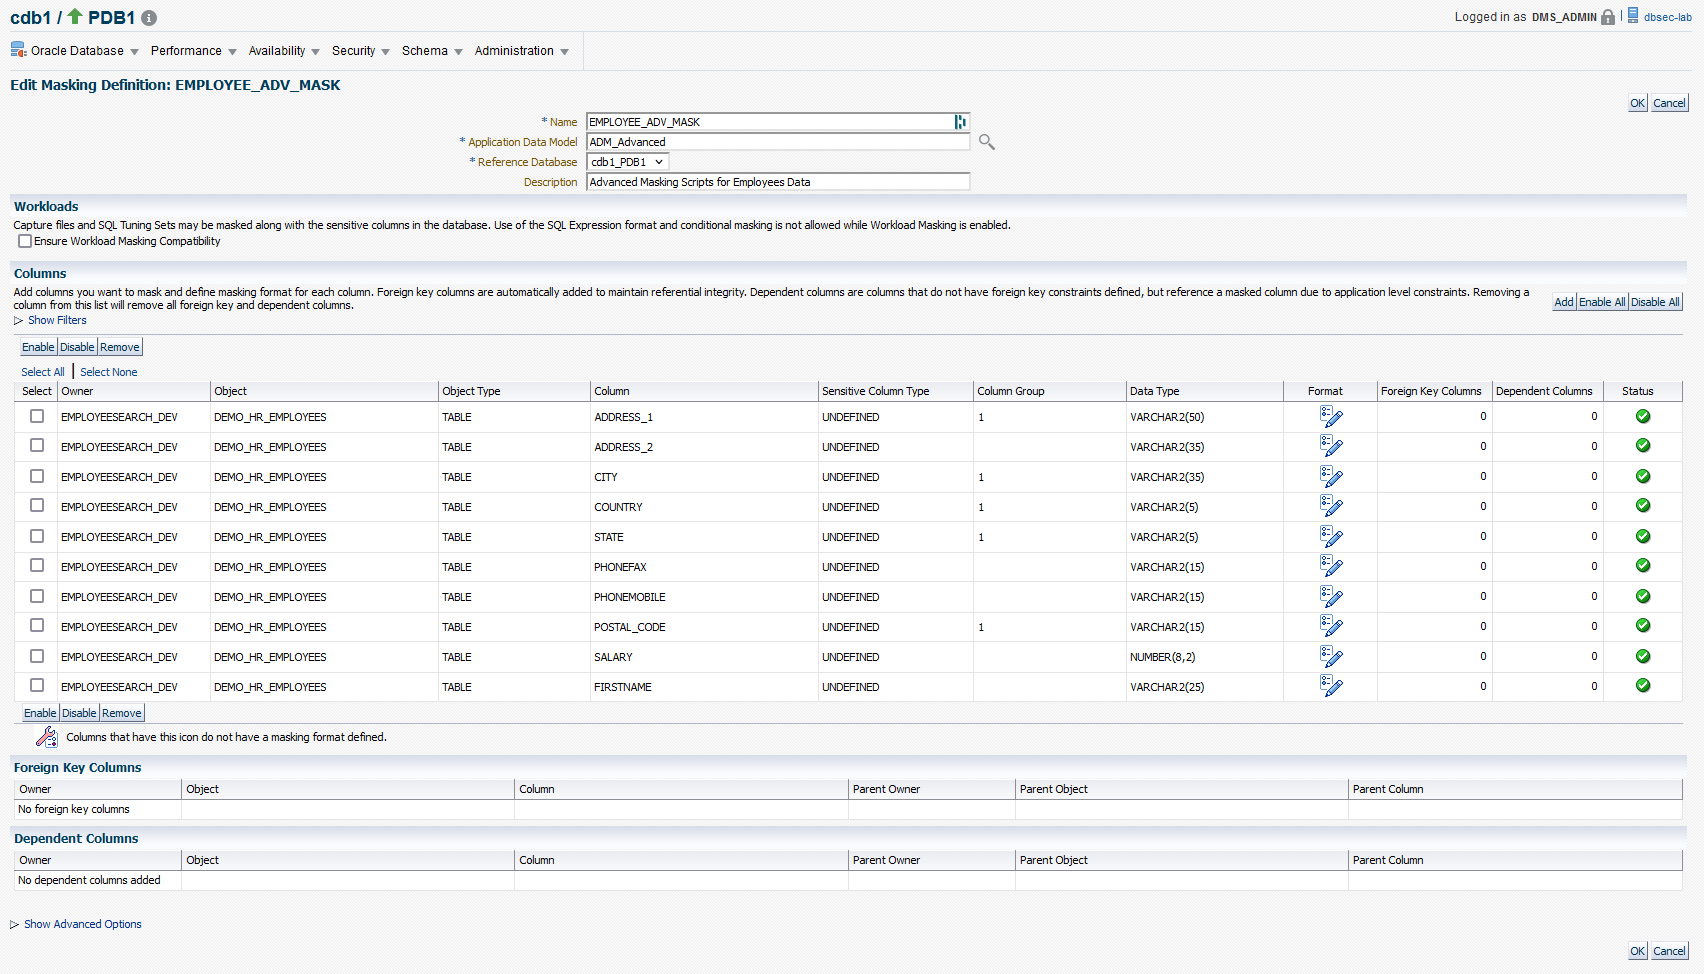 cdb1 / PDB1
Logged in as DMS_ADMIN | dbsec-lab
Oracle Database Performance Availability Security Schema Administration
Edit Masking Definition: EMPLOYEE_ADV_MASK
OK Cancel
* Name EMPLOYEE_ADV_MASK
* Application Data Model ADM_Advanced
* Reference Database cdb1_PDB1
Description Advanced Masking Scripts for Employees Data
Workloads
Capture files and SQL Tuning Sets may be masked along with the sensitive columns in the database. Use of the SQL Expression format and conditional masking is not allowed while Workload Masking is enabled.
Ensure Workload Masking Compatibility
Columns
Add columns you want to mask and define masking format for each column. Foreign key columns are automatically added to maintain referential integrity. Dependent columns are columns that do not have foreign key constraints defined, but reference a masked column due to application level constraints. Removing a
column from this list will remove all foreign key and dependent columns.
Add Enable All Disable All
Show Filters
Enable Disable Remove
Select All | Select None
Select Owner Object Object Type Column Sensitive Column Type Column Group Data Type Format Foreign Key Columns Dependent Columns Status
EMPLOYEESEARCH_DEV DEMO_HR_EMPLOYEES TABLE ADDRESS_1 UNDEFINED 1 VARCHAR2(50) 0 0
EMPLOYEESEARCH_DEV DEMO_HR_EMPLOYEES TABLE ADDRESS_2 UNDEFINED VARCHAR2(35) 0 0
EMPLOYEESEARCH_DEV DEMO_HR_EMPLOYEES TABLE CITY UNDEFINED 1 VARCHAR2(35) 0 0
EMPLOYEESEARCH_DEV DEMO_HR_EMPLOYEES TABLE COUNTRY UNDEFINED 1 VARCHAR2(5) 0 0
EMPLOYEESEARCH_DEV DEMO_HR_EMPLOYEES TABLE STATE UNDEFINED 1 VARCHAR2(5) 0 0
EMPLOYEESEARCH_DEV DEMO_HR_EMPLOYEES TABLE PHONEFAX UNDEFINED VARCHAR2(15) 0 0
EMPLOYEESEARCH_DEV DEMO_HR_EMPLOYEES TABLE PHONEMOBILE UNDEFINED VARCHAR2(15) 0 0
EMPLOYEESEARCH_DEV DEMO_HR_EMPLOYEES TABLE POSTAL_CODE UNDEFINED 1 VARCHAR2(15) 0 0
EMPLOYEESEARCH_DEV DEMO_HR_EMPLOYEES TABLE SALARY UNDEFINED NUMBER(8,2) 0 0
EMPLOYEESEARCH_DEV DEMO_HR_EMPLOYEES TABLE FIRSTNAME UNDEFINED VARCHAR2(25) 0 0
Enable Disable Remove
Columns that have this icon do not have a masking format defined.
Foreign Key Columns
Owner Object Column Parent Owner Parent Object Parent Column
No foreign key columns
Dependent Columns
Owner Object Column Parent Owner Parent Object Parent Column
No dependent columns added
Show Advanced Options
OK Cancel